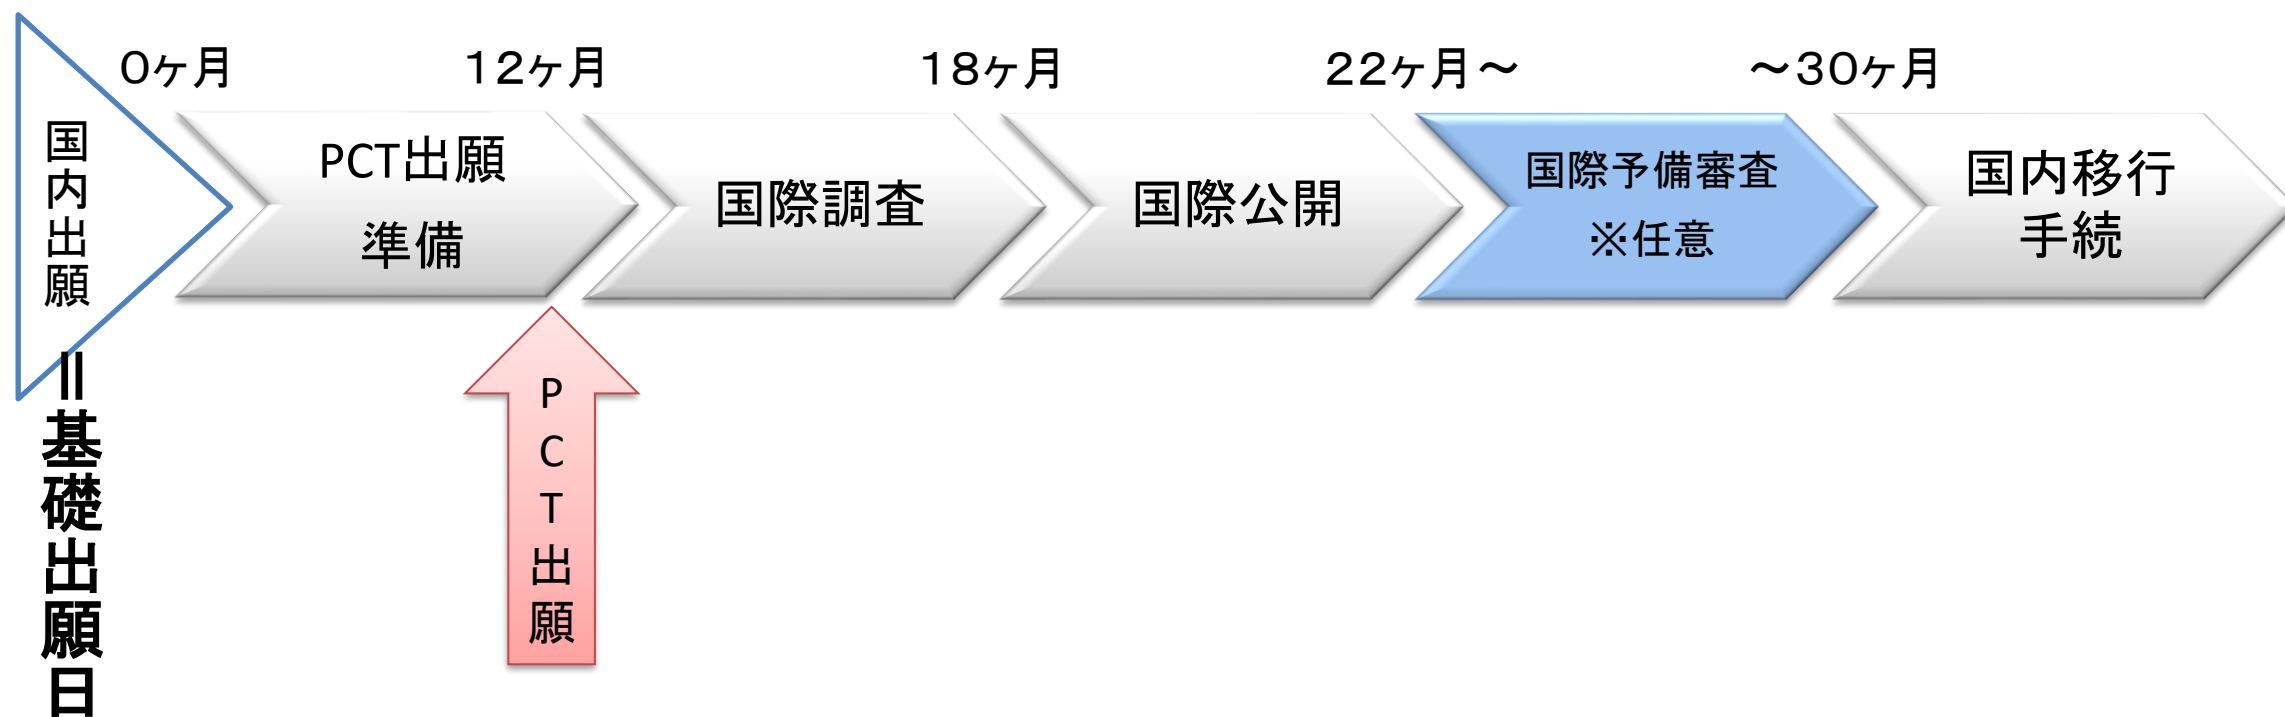 0ヶ月
12ヶ月
18ヶ月
22ヶ月～
～30ヶ月
国内出願
PCT出願
準備
国際調査
国際公開
国際予備審査
※任意
国内移行
手続
＝基礎出願日
PCT出願